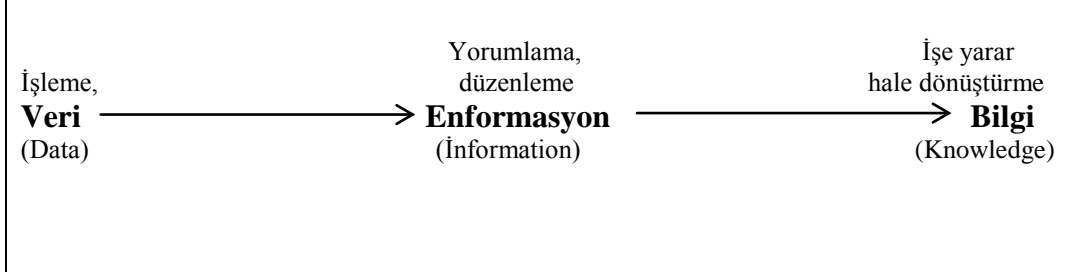 Yorumlama, İşe yarar
İşleme, düzenleme hale dönüştürme
Veri Enformasyon Bilgi
(Data) (İnformation) (Knowledge)